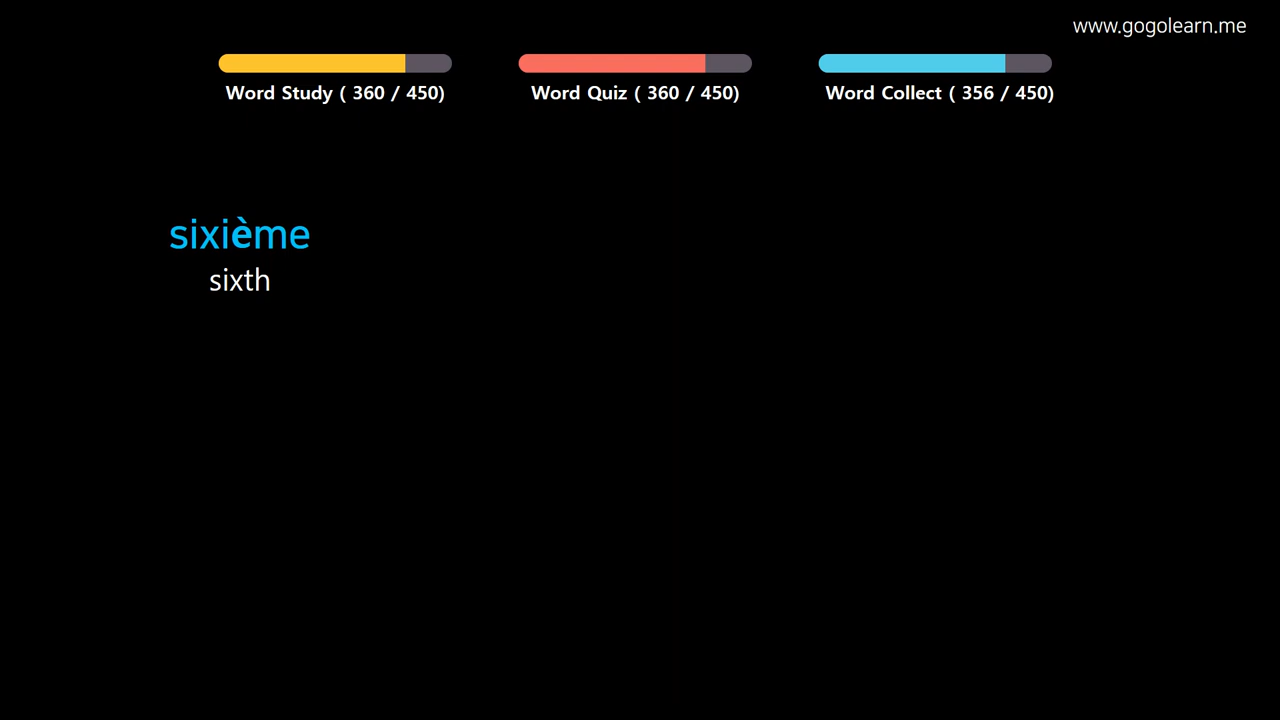 www.gogolearn.me
Word Study ( 360 / 450)
Word Quiz ( 360 / 450)
Word Collect ( 356 / 450)
sixième
sixth